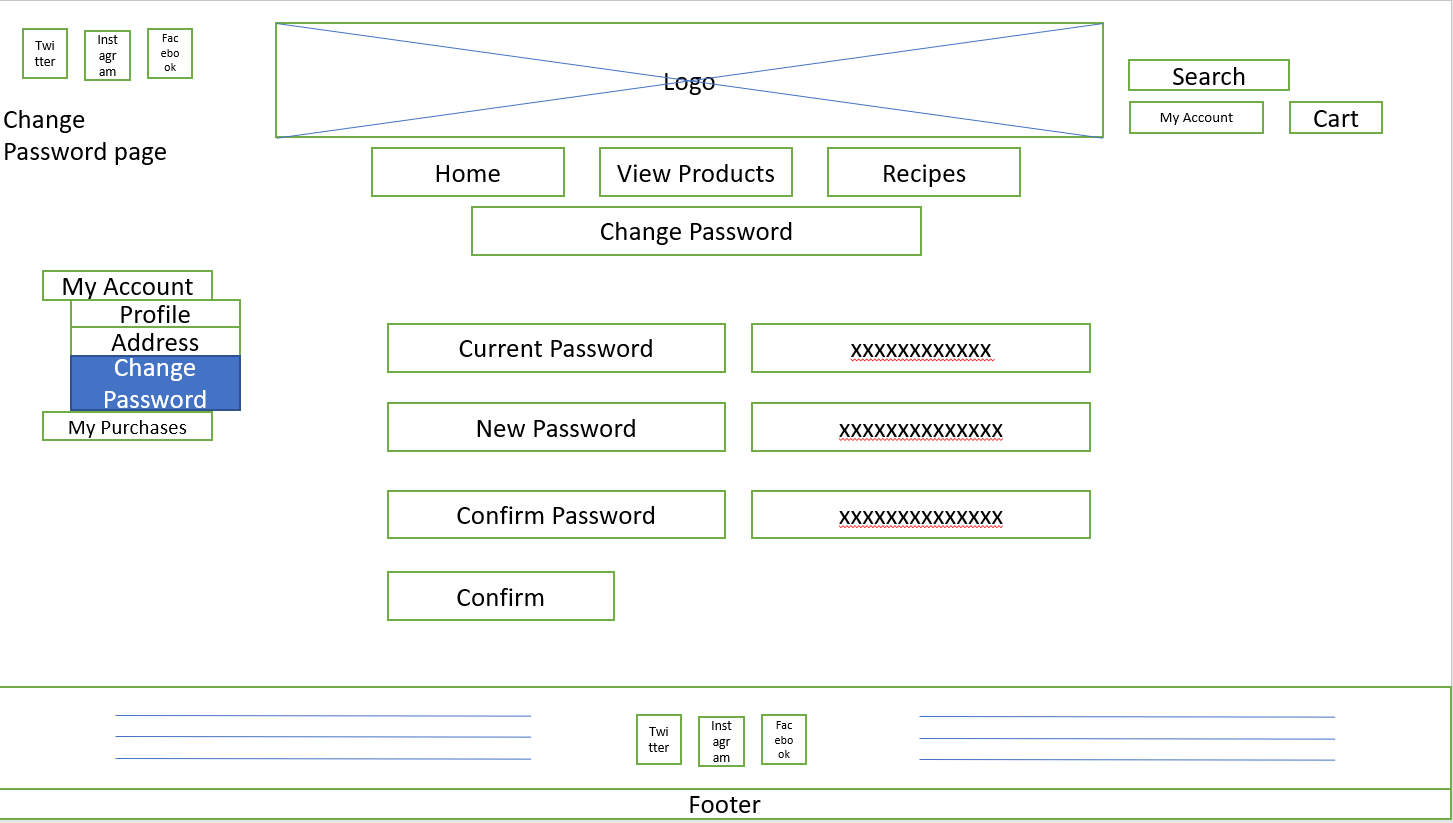 Twi
tter
Inst
agr
am
Fac
ebo
ok
Logo
Search
My Account
Cart
Change
Password page
Home
View Products
Recipes
Change Password
My Account
Profile
Address
Change
Password
My Purchases
Current Password
xxxxxxxxxxxx
New Password
xxxxxxxxxxxxxx
Confirm Password
xxxxxxxxxxxxxx
Confirm
Twi
tter
Inst
agr
am
Fac
ebo
ok
Footer